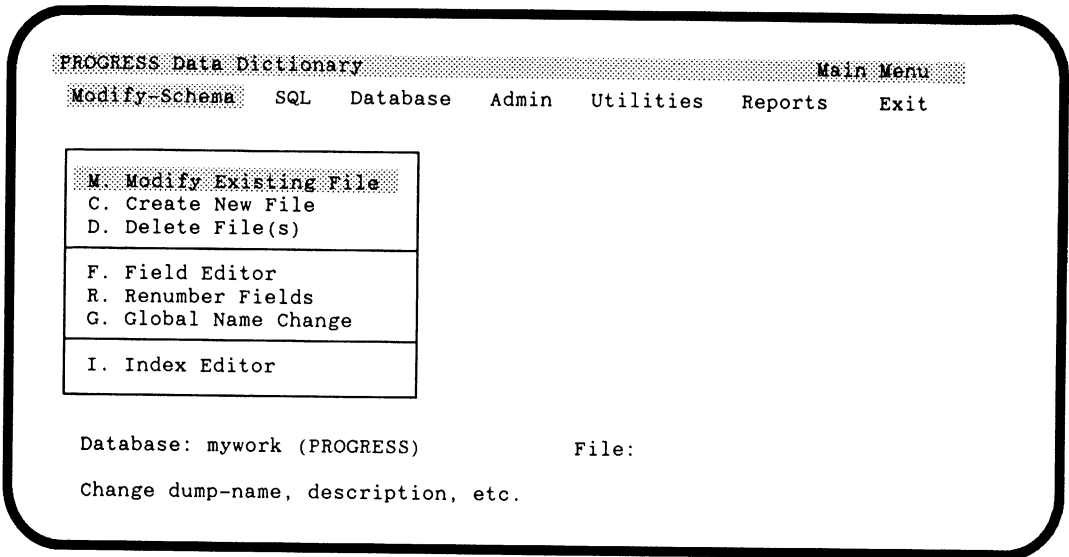 PROGRESS Data Dictionary Main Menu
Modify-Schema SQL Database Admin Utilities Reports Exit
M. Modify Existing File
C. Create New File
D. Delete File(s)
F. Field Editor
R. Renumber Fields
G. Global Name Change
I. Index Editor
Database: mywork (PROGRESS) File:
Change dump-name, description, etc.